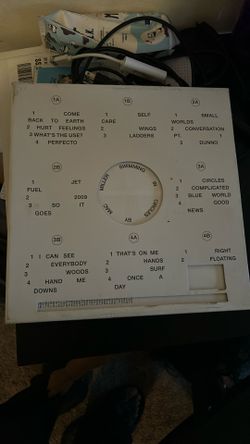 1A
1 COME
BACK TO EARTH
2 HURT FEELINGS
3 WHAT'S THE USE?
4 PERFECTO
1B
1 SELF
CARE
2 WINGS
3 LADDERS
2A
1 SMALL
WORLDS
2 CONVERSATION
PT. 1
3 DUNNO
2B
1 JET
FUEL
2 2009
3 SO IT
GOES
MAC MILLER SWIMMING IN CIRCLES BY
3A
1 CIRCLES
2 COMPLICATED
3 BLUE WORLD
4 GOOD
NEWS
3B
1 I CAN SEE
2 EVERYBODY
3 WOODS
4 HAND ME
DOWNS
4A
1 THAT'S ON ME
2 HANDS
3 SURF
4 ONCE A
DAY
4B
1 RIGHT
2 FLOATING